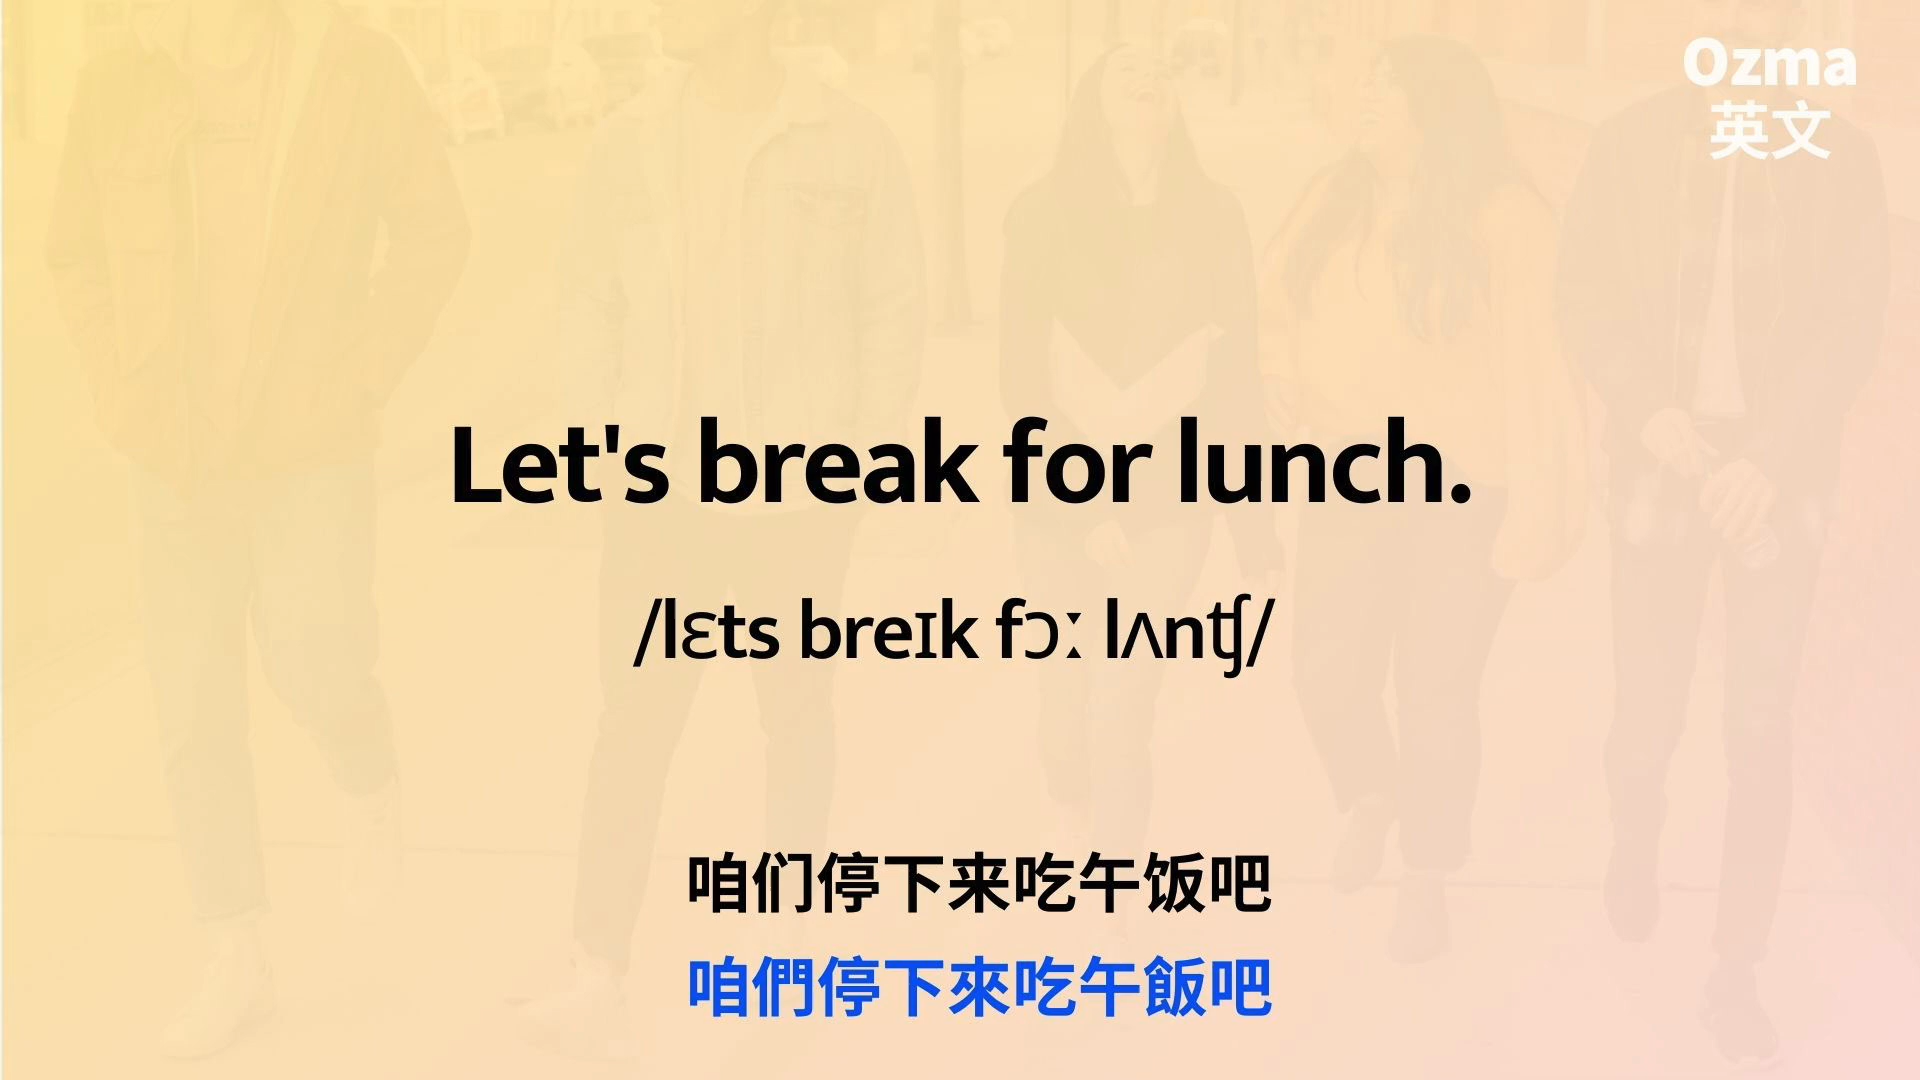 Ozma
英文
Let's break for lunch.
/lɛts breɪk fɔː lʌnʧ/
咱们停下来吃午饭吧
咱們停下來吃午飯吧